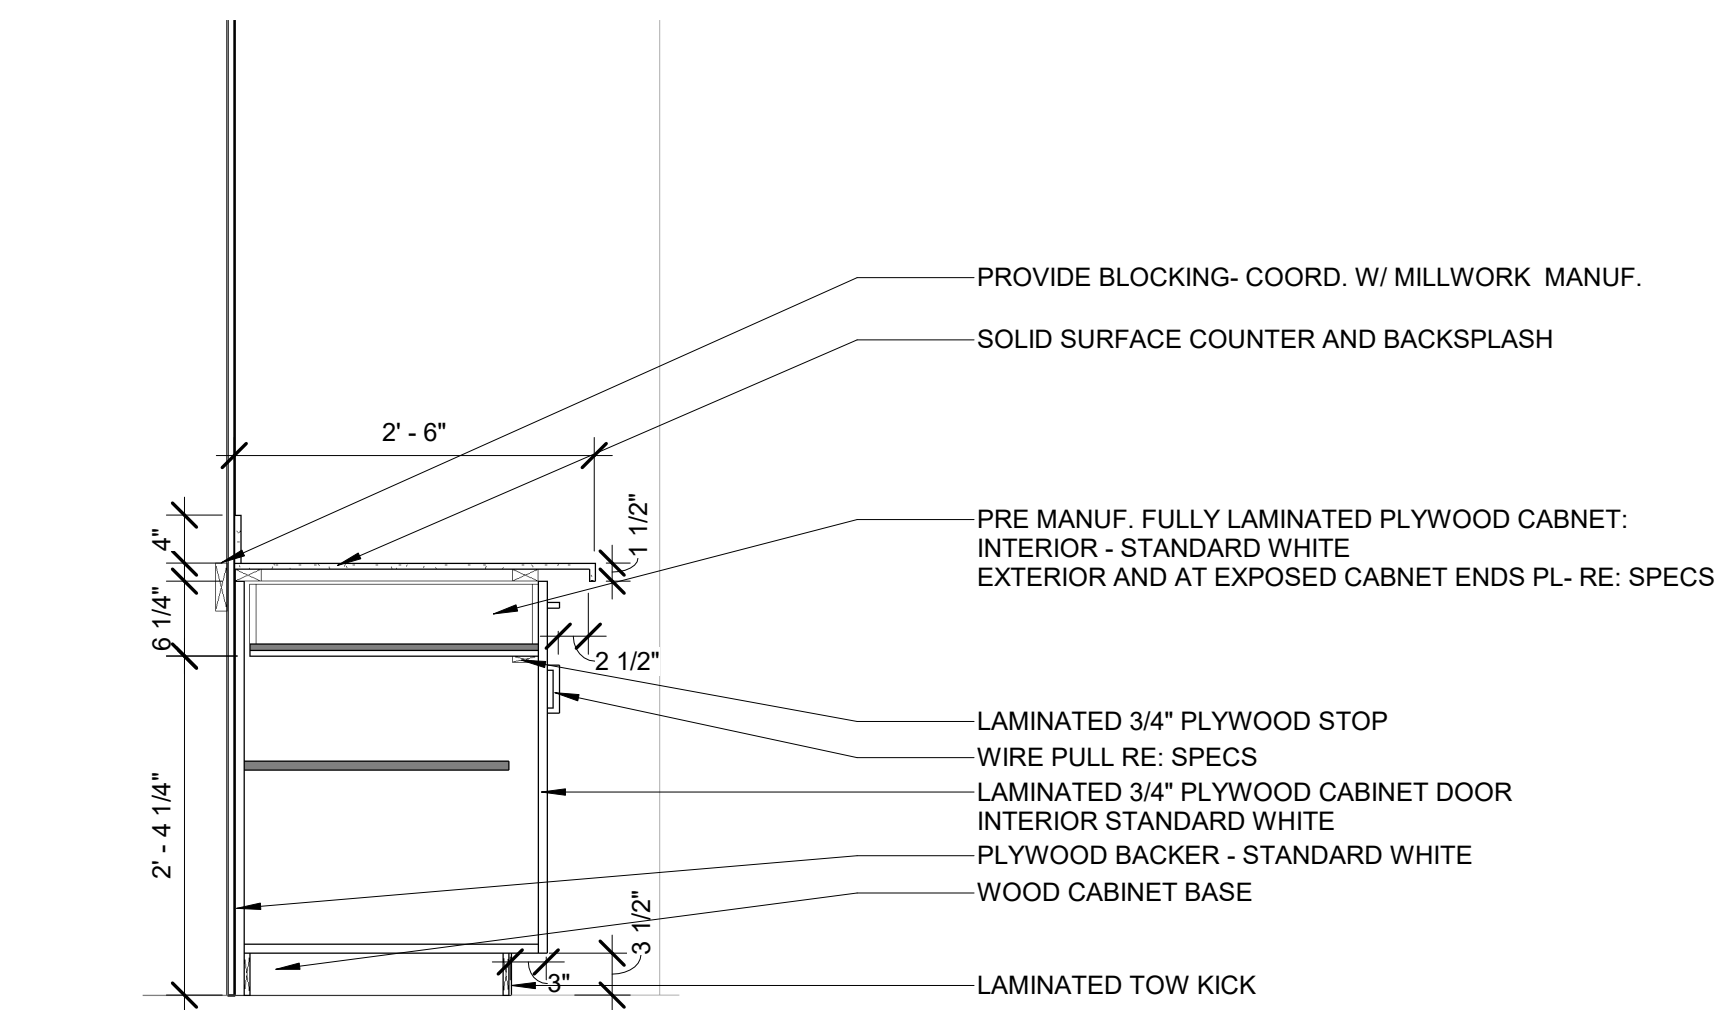 PROVIDE BLOCKING- COORD. W/ MILLWORK  MANUF.
SOLID SURFACE COUNTER AND BACKSPLASH
2' - 6"
1 1/2"
4"
PRE MANUF. FULLY LAMINATED PLYWOOD CABNET:
INTERIOR - STANDARD WHITE
EXTERIOR AND AT EXPOSED CABNET ENDS PL- RE: SPECS
6 1/4"
2 1/2"
LAMINATED 3/4" PLYWOOD STOP
WIRE PULL RE: SPECS
LAMINATED 3/4" PLYWOOD CABINET DOOR
INTERIOR STANDARD WHITE
2' - 4 1/4"
PLYWOOD BACKER - STANDARD WHITE
WOOD CABINET BASE
3 1/2"
3"
LAMINATED TOW KICK